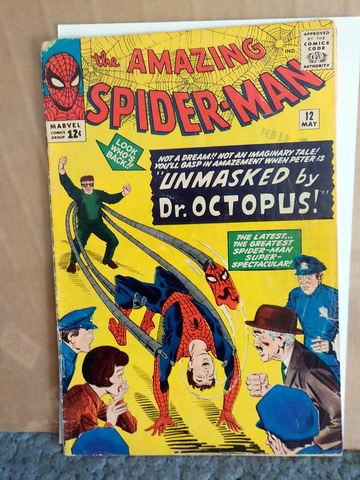 the AMAZING
SPIDER-MAN
IND.
APPROVED
BY THE
COMICS
CODE
AUTHORITY
MARVEL
COMICS
GROUP
12¢
12
MAY
FEB 12
LOOK
WHO'S
BACK!!
NOT A DREAM!! NOT AN IMAGINARY TALE!
YOU'LL GASP IN AMAZEMENT WHEN PETER IS
"UNMASKED by
Dr. OCTOPUS!"
THE LATEST...
THE GREATEST
SPIDER-MAN
SUPER-
SPECTACULAR!